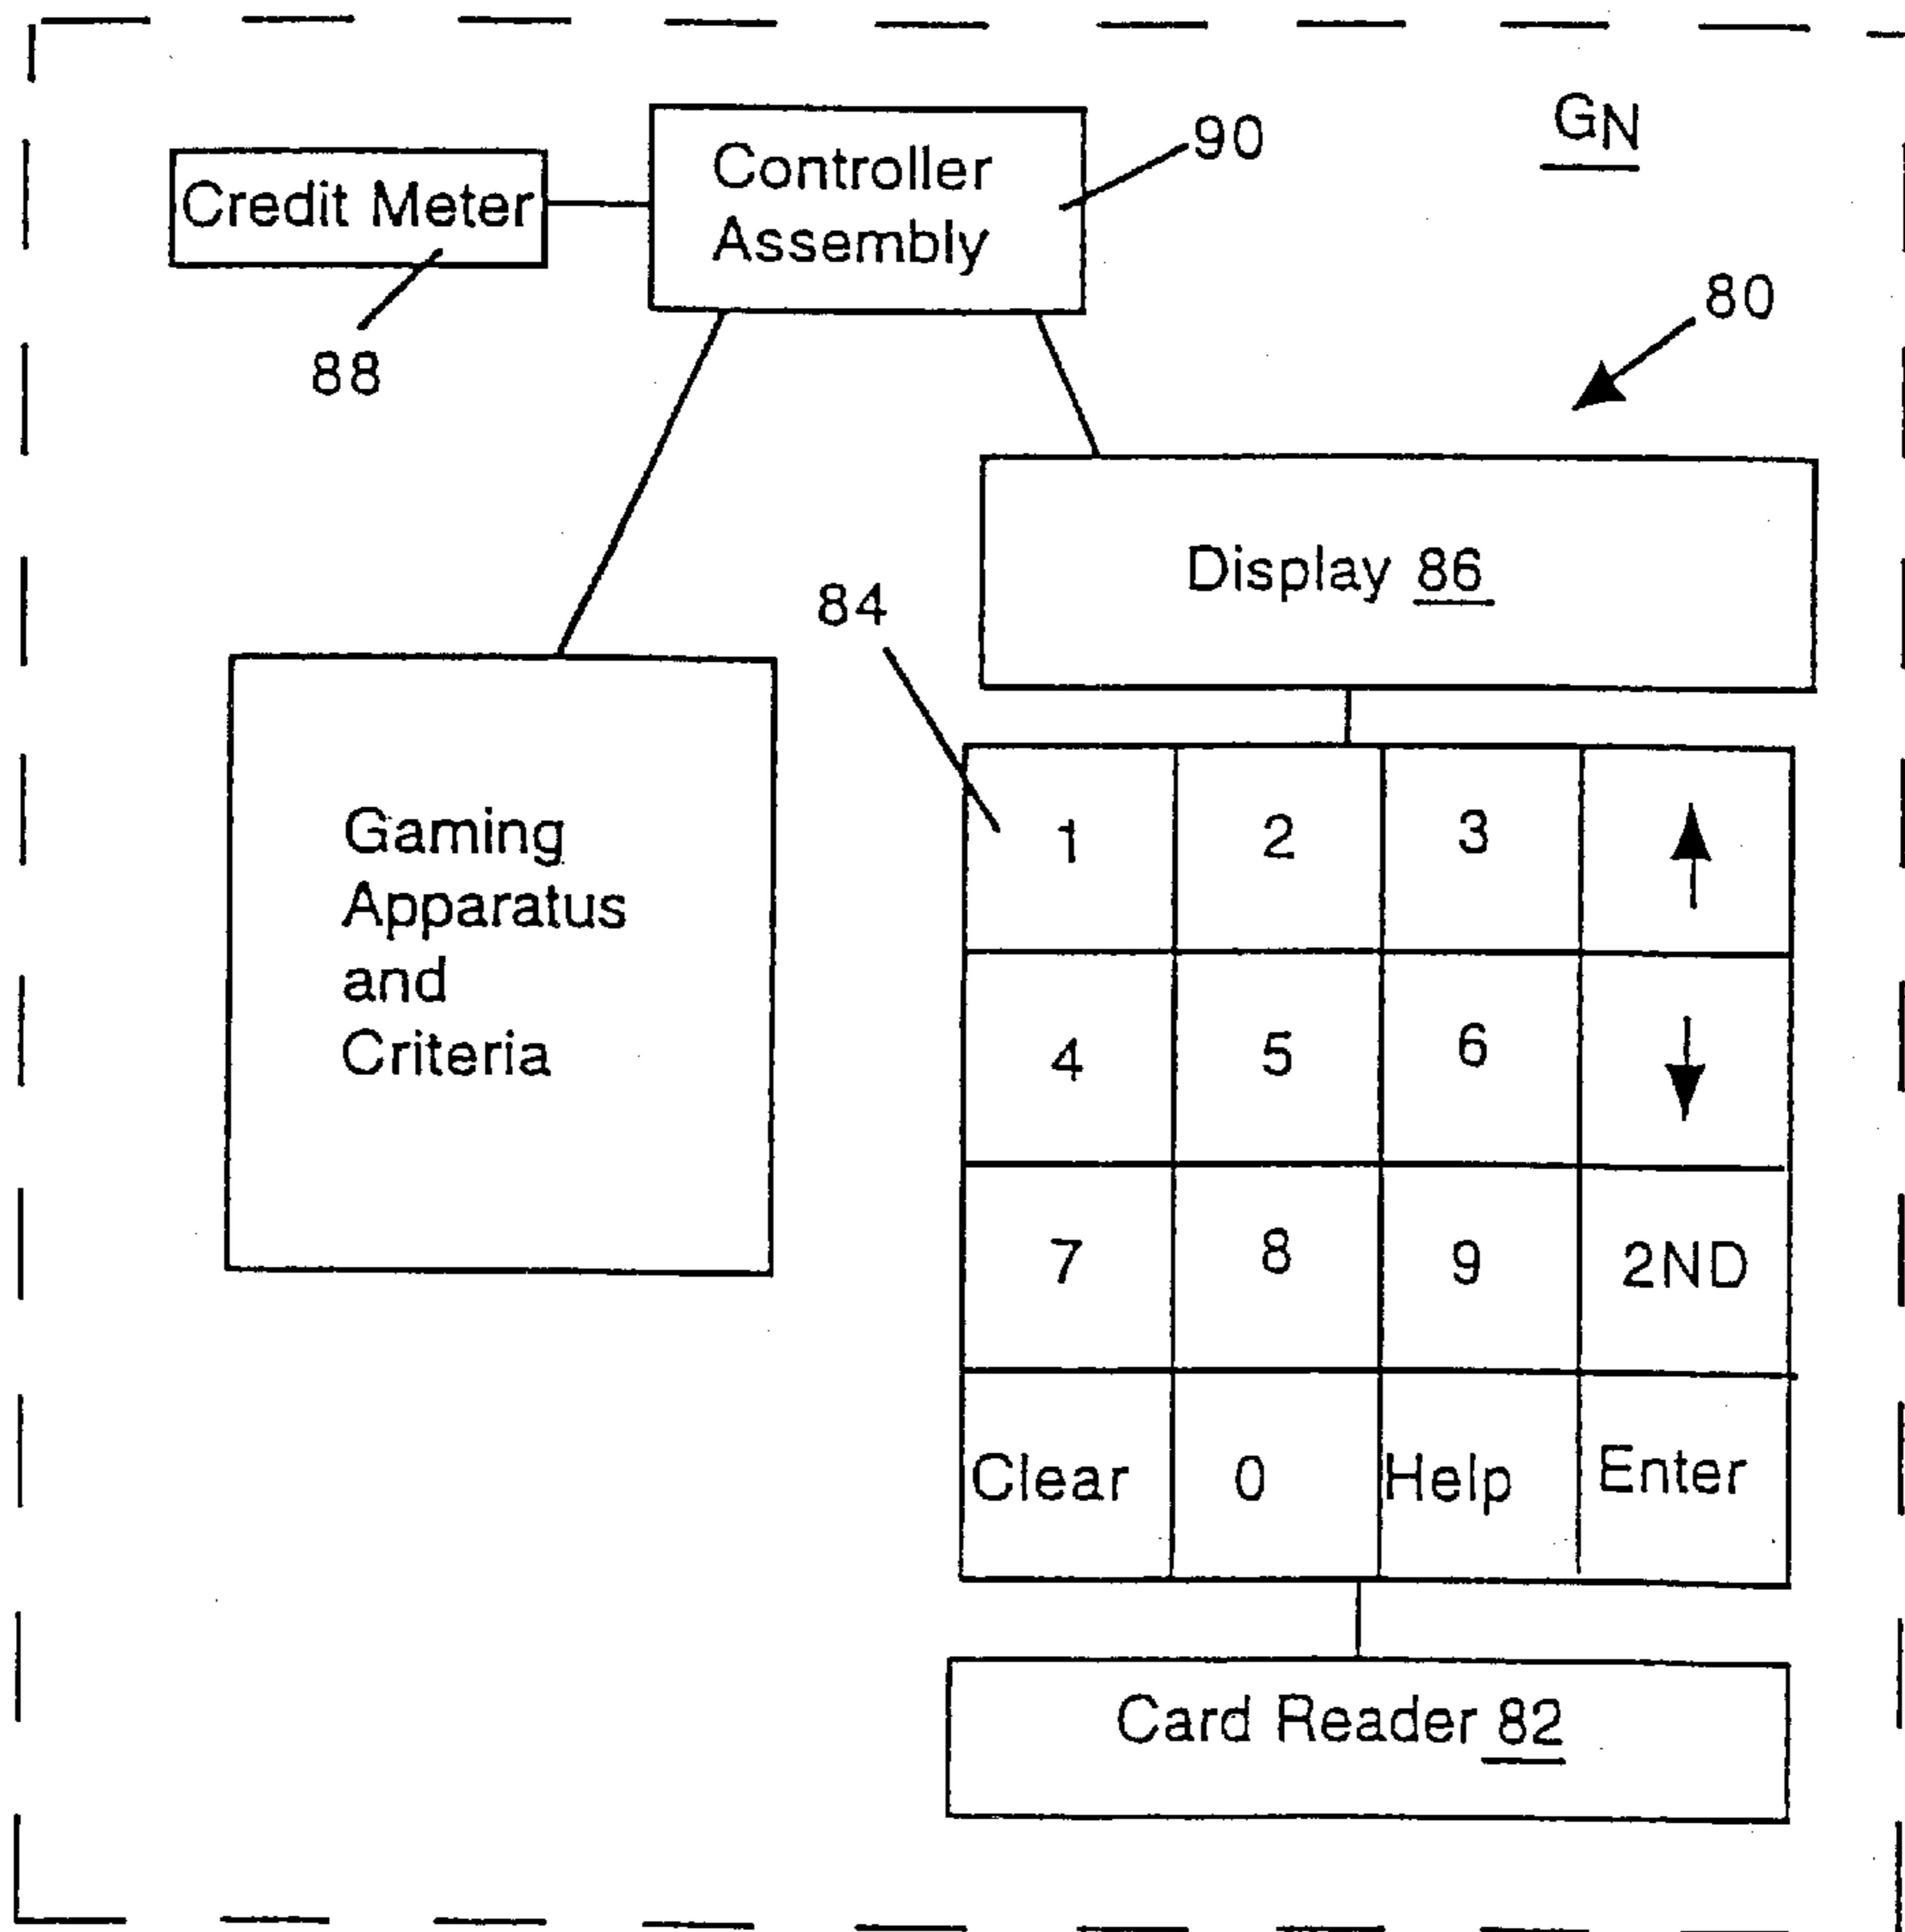 GN
Controller
Assembly
90
Credit Meter
88
80
Display 86
84
Gaming
Apparatus
and
Criteria
1 2 3 ↑
4 5 6 ↓
7 8 9 2ND
Clear 0 Help Enter
Card Reader 82